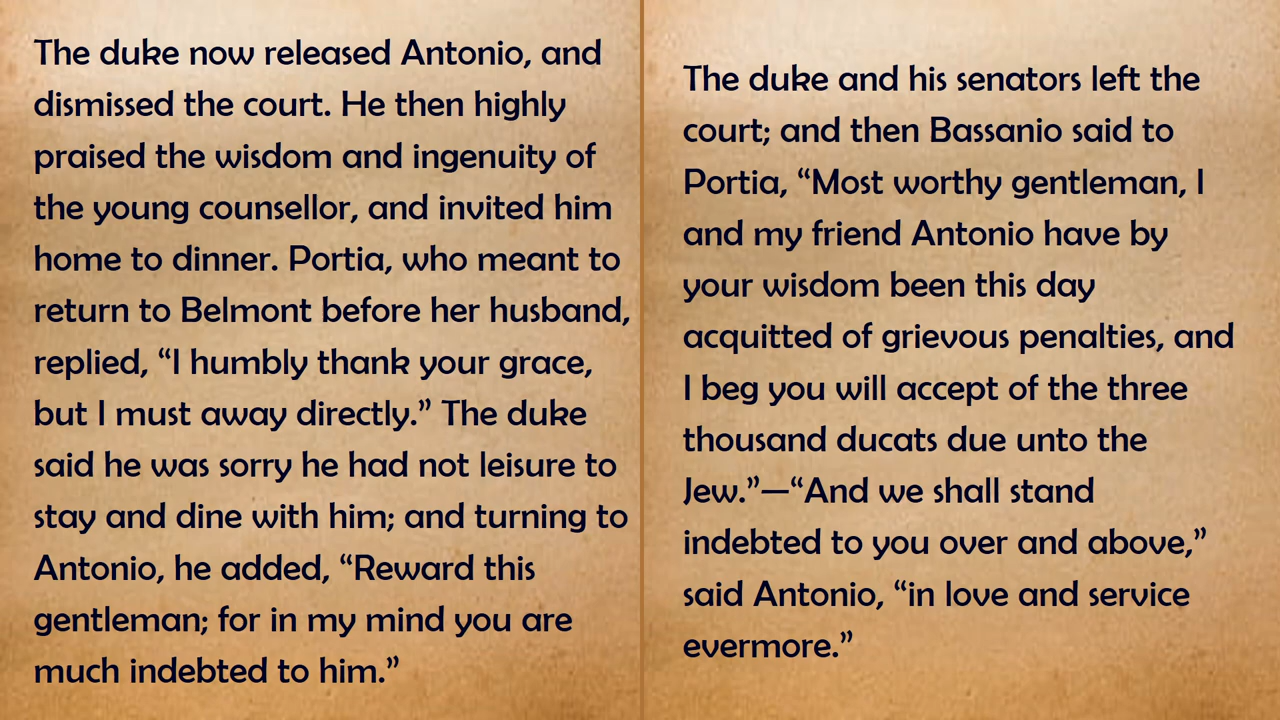 The duke now released Antonio, and
dismissed the court. He then highly
praised the wisdom and ingenuity of
the young counsellor, and invited him
home to dinner. Portia, who meant to
return to Belmont before her husband,
replied, “I humbly thank your grace,
but I must away directly.” The duke
said he was sorry he had not leisure to
stay and dine with him; and turning to
Antonio, he added, “Reward this
gentleman; for in my mind you are
much indebted to him.”
The duke and his senators left the
court; and then Bassanio said to
Portia, “Most worthy gentleman, I
and my friend Antonio have by
your wisdom been this day
acquitted of grievous penalties, and
I beg you will accept of the three
thousand ducats due unto the
Jew.”—“And we shall stand
indebted to you over and above,”
said Antonio, “in love and service
evermore.”